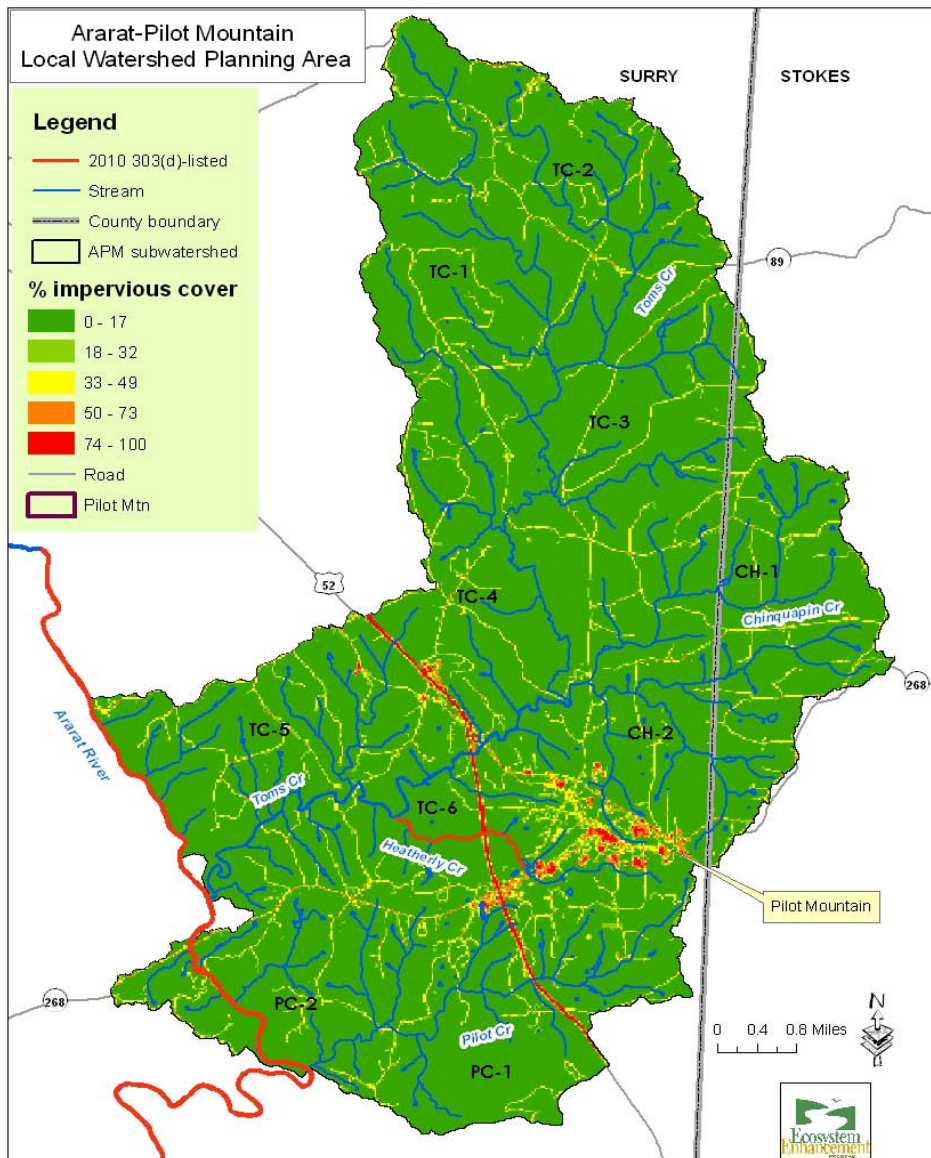 Ararat-Pilot Mountain
Local Watershed Planning Area
SURRY
STOKES
Legend
2010 303(d)-listed
Stream
County boundary
APM subwatershed
% impervious cover
0 - 17
18 - 32
33 - 49
50 - 73
74 - 100
Road
Pilot Mtn
TC-2
TC-1
Toms Cr
89
TC-3
52
TC-4
CH-1
Chinquapin Cr
268
Ararat River
TC-5
CH-2
Toms Cr
TC-6
Heatherly Cr
Pilot Mountain
268
PC-2
Pilot Cr
PC-1
N
0 0.4 0.8 Miles
Ecosystem
Enhancement
PROGRAM